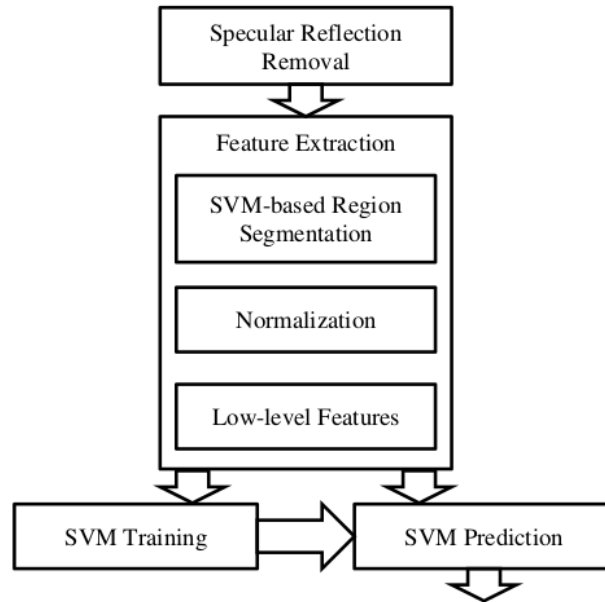 Specular Reflection
Removal
Feature Extraction
SVM-based Region
Segmentation
Normalization
Low-level Features
SVM Training
SVM Prediction